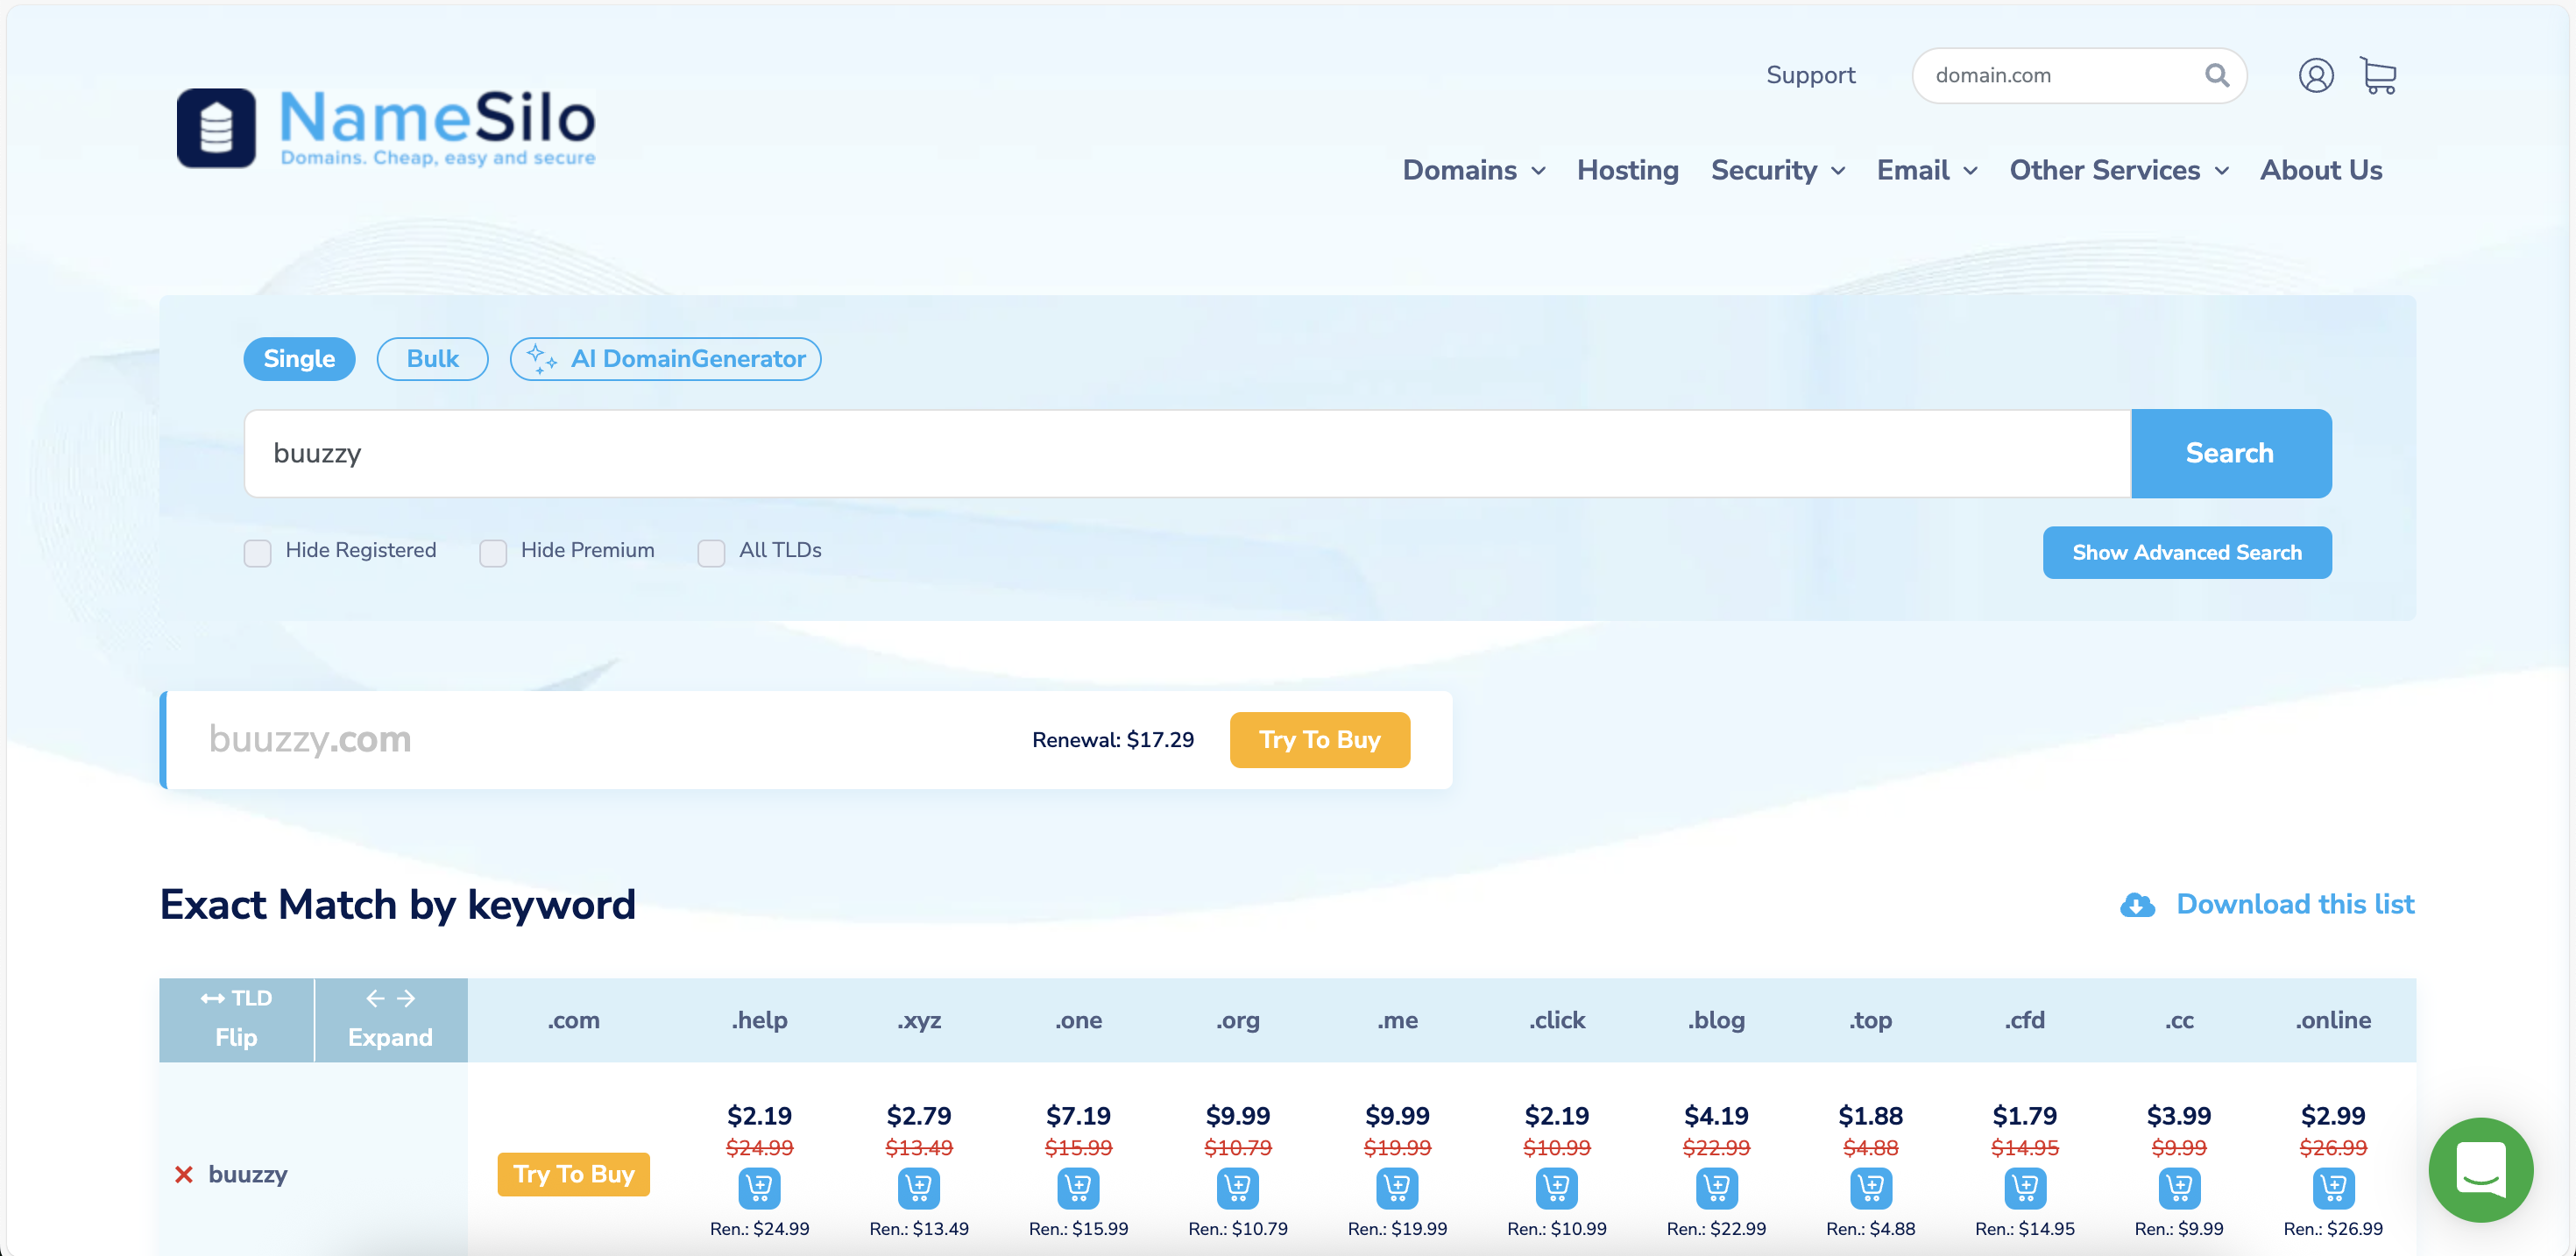 Support
domain.com
NameSilo
Domains. Cheap, easy and secure
Domains Hosting Security Email Other Services About Us
Single Bulk AI DomainGenerator
buuzzy Search
Hide Registered Hide Premium All TLDs Show Advanced Search
buuzzy.com Renewal: $17.29 Try To Buy
Exact Match by keyword Download this list
TLD
Flip Expand .com .help .xyz .one .org .me .click .blog .top .cfd .cc .online
$2.19 $2.79 $7.19 $9.99 $9.99 $2.19 $4.19 $1.88 $1.79 $3.99 $2.99
$24.99 $13.49 $15.99 $10.79 $19.99 $10.99 $22.99 $4.88 $14.95 $9.99 $26.99
buuzzy Try To Buy
Ren.: $24.99 Ren.: $13.49 Ren.: $15.99 Ren.: $10.79 Ren.: $19.99 Ren.: $10.99 Ren.: $22.99 Ren.: $4.88 Ren.: $14.95 Ren.: $9.99 Ren.: $26.99